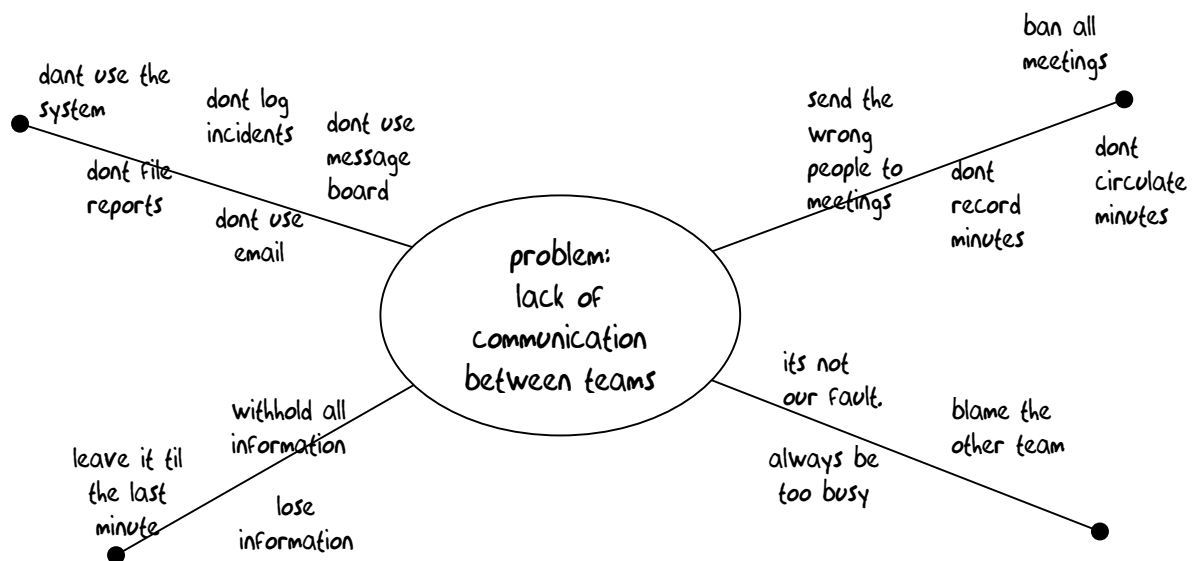 dant use the
system
dont log
incidents
dont use
message
board
dont file
reports
dont use
email
send the
wrong
people to
meetings
ban all
meetings
dont
record
minutes
dont
circulate
minutes
problem:
lack of
communication
between teams
withhold all
information
leave it til
the last
minute
lose
information
its not
our fault.
blame the
other team
always be
too busy